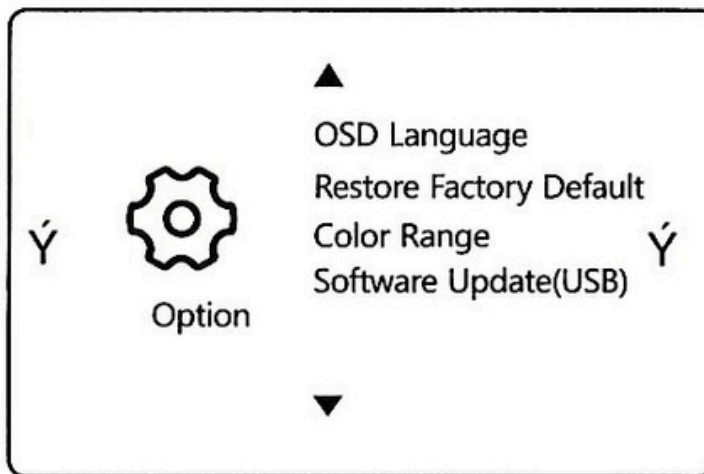 ▲
OSD Language
Restore Factory Default
Color Range
Software Update(USB)
Ý
Ý
Option
▼